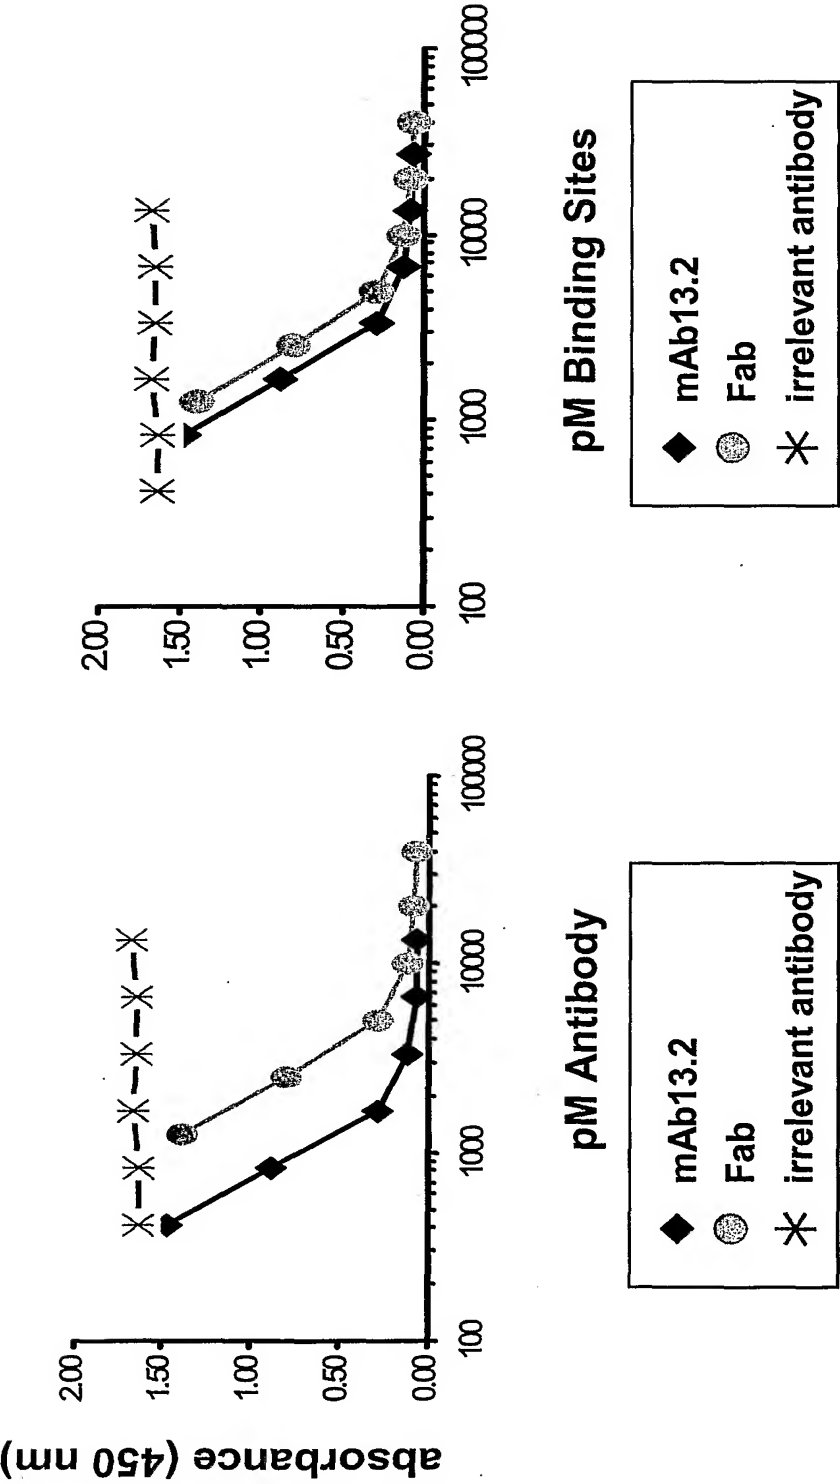 absorbance (450 nm)
2.00
1.50
1.00
0.50
0.00
100
1000
10000
100000
pM Antibody
mAb13.2
Fab
irrelevant antibody
2.00
1.50
1.00
0.50
0.00
100
1000
10000
100000
pM Binding Sites
mAb13.2
Fab
irrelevant antibody